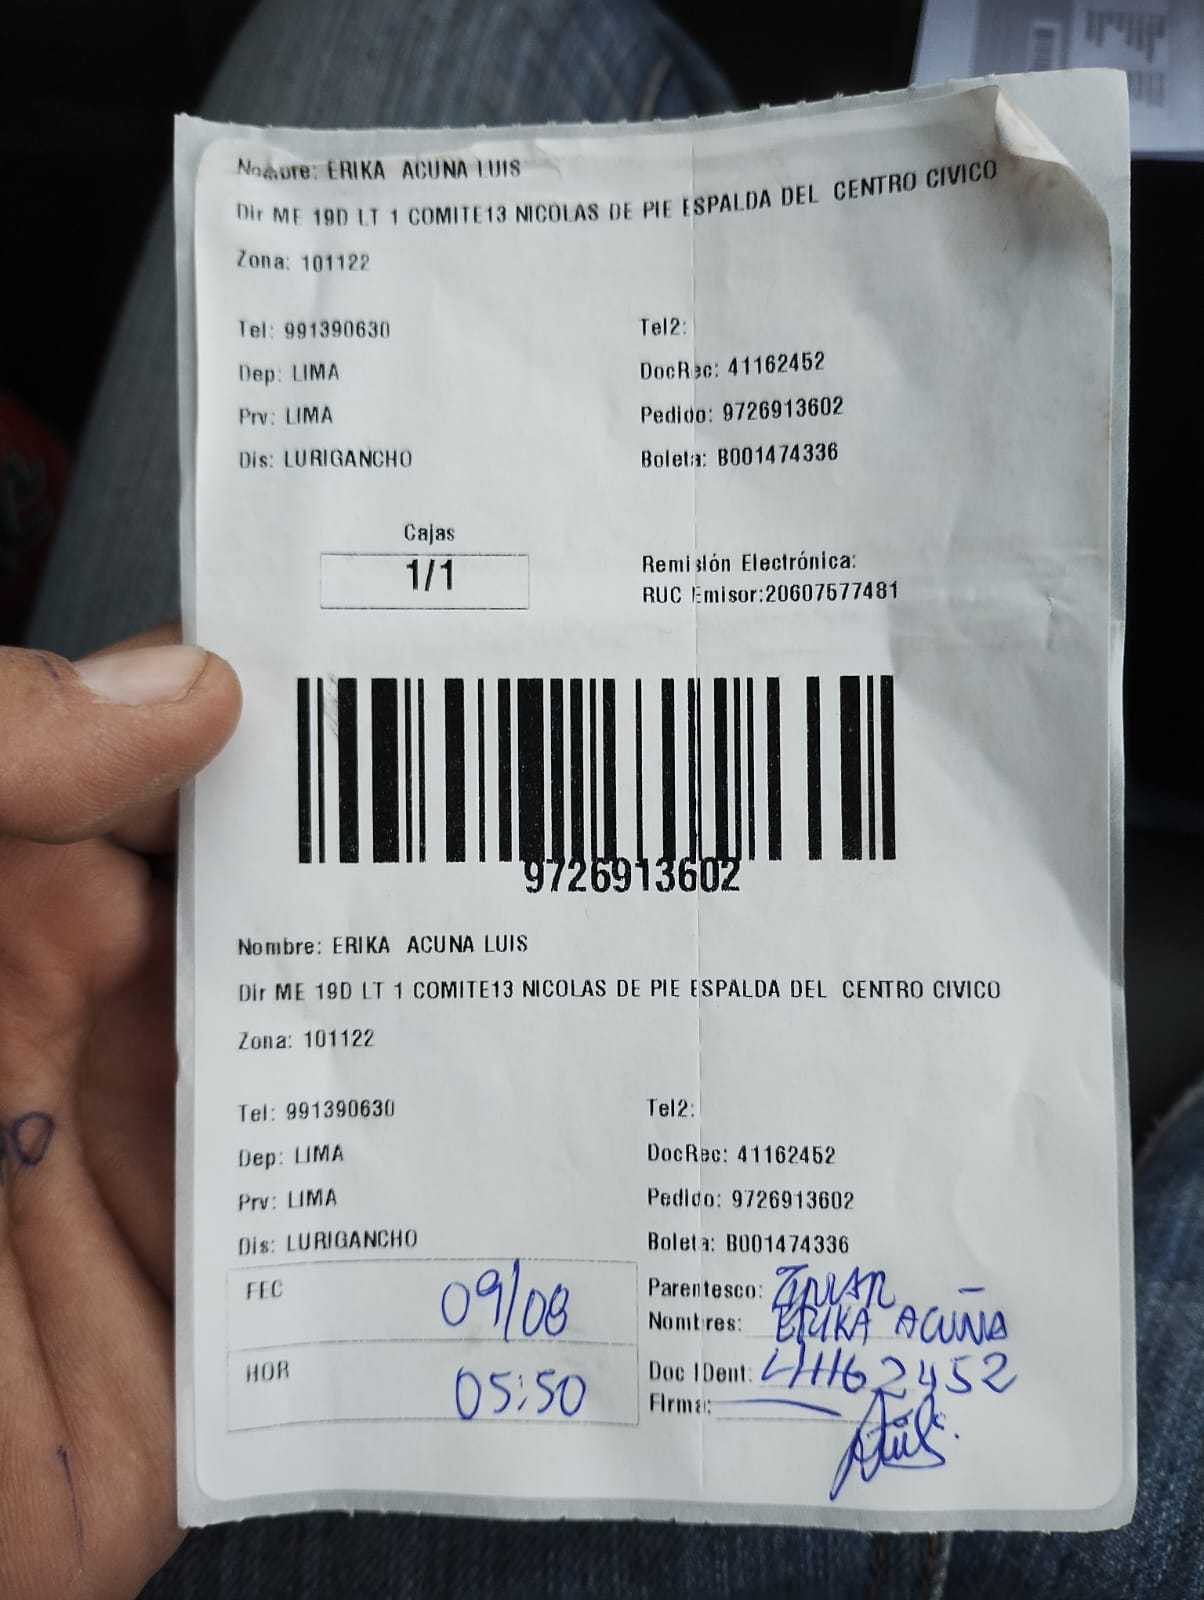 Nombre: ERIKA ACUNA LUIS
Dir ME 19D LT 1 COMITE13 NICOLAS DE PIE ESPALDA DEL CENTRO CIVICO
Zona: 101122
Tel: 991390630 Tel2:
Dep: LIMA DocRec: 41162452
Prv: LIMA Pedido: 9726913602
Dis: LURIGANCHO Boleta: B001474336
Cajas
1/1
Remisión Electrónica:
RUC Emisor:20607577481
9726913602
Nombre: ERIKA ACUNA LUIS
Dir ME 19D LT 1 COMITE13 NICOLAS DE PIE ESPALDA DEL CENTRO CIVICO
Zona: 101122
Tel: 991390630 Tel2:
Dep: LIMA DocRec: 41162452
Prv: LIMA Pedido: 9726913602
Dis: LURIGANCHO Boleta: B001474336
FEC 09/08 Parentesco:
Nombres: ERIKA ACUÑA
HOR 05:50 Doc IDent: 41162452
Firma: